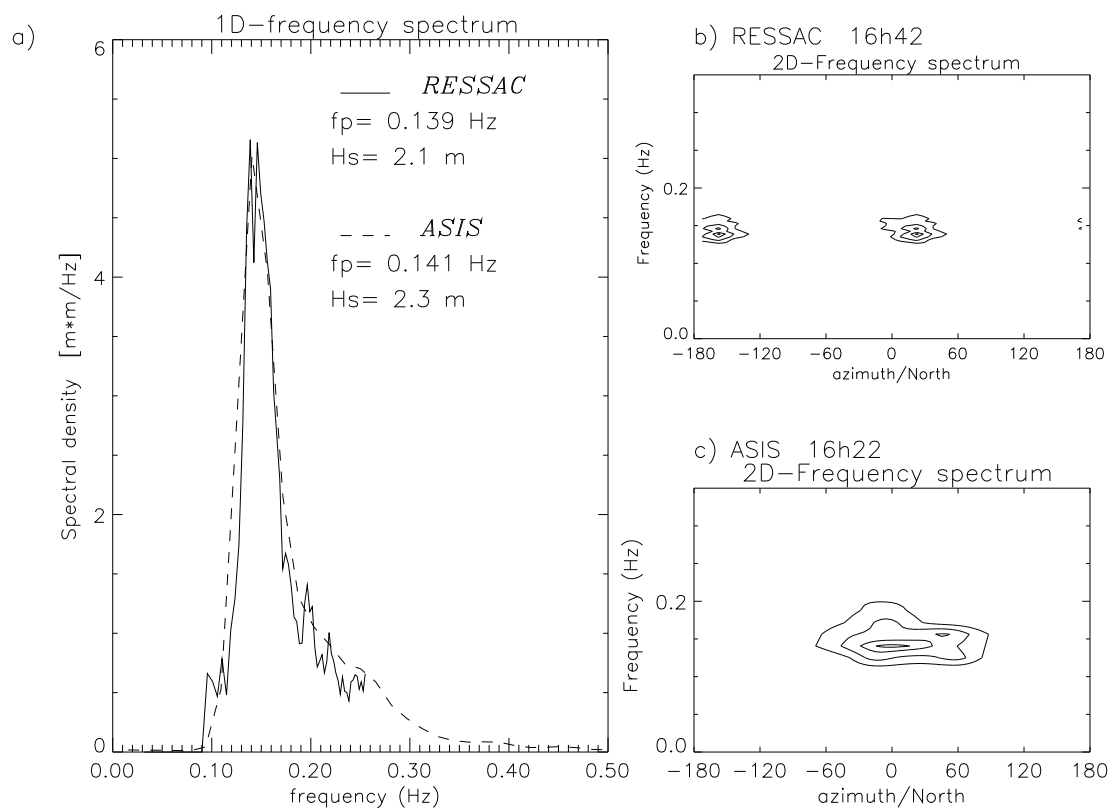 a)
1D-frequency spectrum
6
4
2
0
Spectral density [m*m/Hz]
RESSAC
fp= 0.139 Hz
Hs= 2.1 m
ASIS
fp= 0.141 Hz
Hs= 2.3 m
0.00 0.10 0.20 0.30 0.40 0.50
frequency (Hz)
b) RESSAC 16h42
2D-Frequency spectrum
Frequency (Hz)
0.2
0.0
-180 -120 -60 0 60 120 180
azimuth/North
c) ASIS 16h22
2D-Frequency spectrum
Frequency (Hz)
0.2
0.0
-180 -120 -60 0 60 120 180
azimuth/North